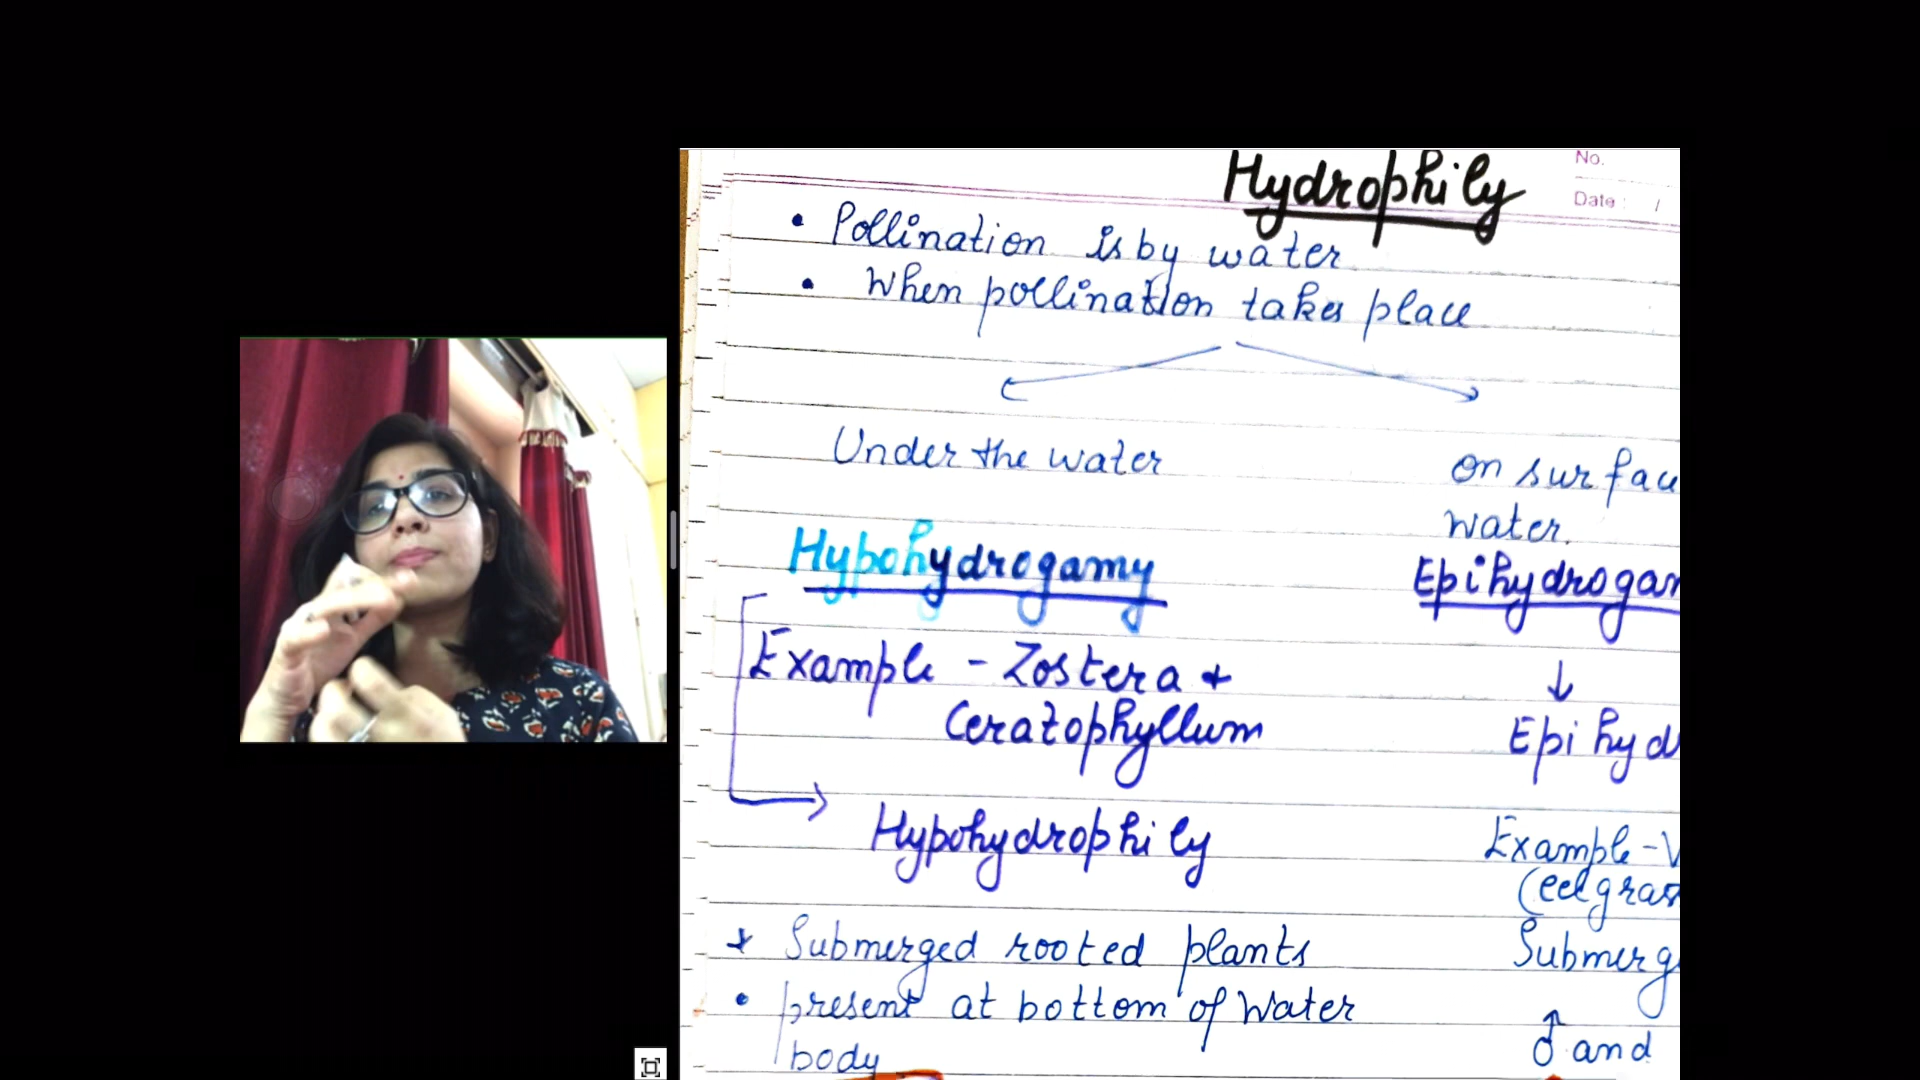 Hydrophily
No.
Date : /
• Pollination is by water
• When pollination takes place
Under the water
on surfac
water.
Hypohydrogamy
Epihydrogam
Example - Zostera +
Ceratophyllum
Epi hyd
Hypohydrophily
Example - V
(eelgras
* Submerged rooted plants
Submerg
• present at bottom of Water
body
♂ and